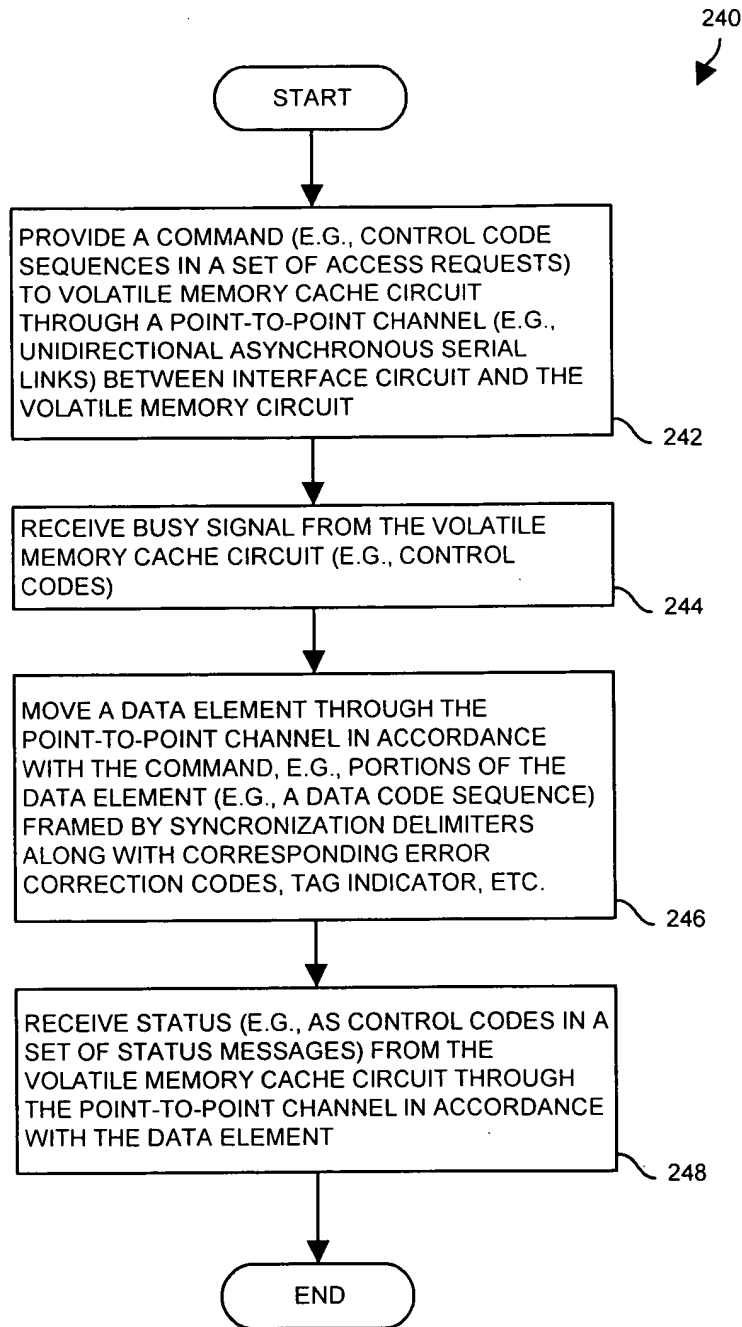 240
START
PROVIDE A COMMAND (E.G., CONTROL CODE
SEQUENCES IN A SET OF ACCESS REQUESTS)
TO VOLATILE MEMORY CACHE CIRCUIT
THROUGH A POINT-TO-POINT CHANNEL (E.G.,
UNIDIRECTIONAL ASYNCHRONOUS SERIAL
LINKS) BETWEEN INTERFACE CIRCUIT AND THE
VOLATILE MEMORY CIRCUIT
242
RECEIVE BUSY SIGNAL FROM THE VOLATILE
MEMORY CACHE CIRCUIT (E.G., CONTROL
CODES)
244
MOVE A DATA ELEMENT THROUGH THE
POINT-TO-POINT CHANNEL IN ACCORDANCE
WITH THE COMMAND, E.G., PORTIONS OF THE
DATA ELEMENT (E.G., A DATA CODE SEQUENCE)
FRAMED BY SYNCRONIZATION DELIMITERS
ALONG WITH CORRESPONDING ERROR
CORRECTION CODES, TAG INDICATOR, ETC.
246
RECEIVE STATUS (E.G., AS CONTROL CODES IN A
SET OF STATUS MESSAGES) FROM THE
VOLATILE MEMORY CACHE CIRCUIT THROUGH
THE POINT-TO-POINT CHANNEL IN ACCORDANCE
WITH THE DATA ELEMENT
248
END